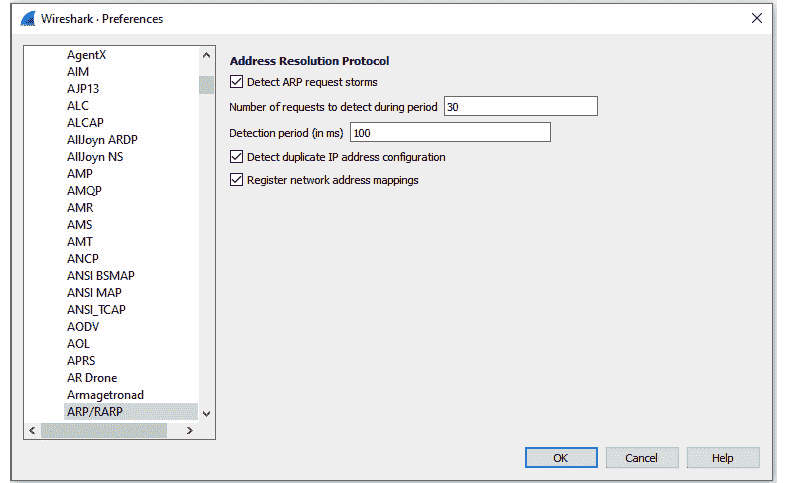 Wireshark · Preferences
AgentX
AIM
AJP13
ALC
ALCAP
AllJoyn ARDP
AllJoyn NS
AMP
AMQP
AMR
AMS
AMT
ANCP
ANSI BSMAP
ANSI MAP
ANSI_TCAP
AODV
AOL
APRS
AR Drone
Armagetronad
ARP/RARP
Address Resolution Protocol
Detect ARP request storms
Number of requests to detect during period 30
Detection period (in ms) 100
Detect duplicate IP address configuration
Register network address mappings
OK Cancel Help